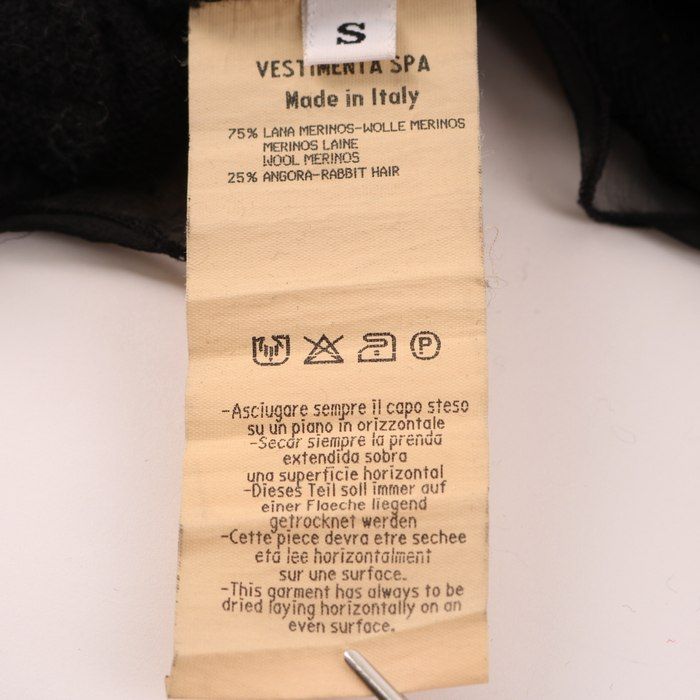 S
VESTIMENTA SPA
Made in Italy
75% LANA MERINOS-WOLLE MERINOS
MERINOS LAINE
WOOL MERINOS
25% ANGORA-RABBIT HAIR
P
-Asciugare sempre il capo steso
su un piano in orizzontale
-Secar siempre la prenda
extendida sobra
una superficie horizontal
-Dieses Teil soll immer auf
einer Flaeche liegend
getrocknet werden
-Cette piece devra etre sechee
eta lee horizontalment
sur une surface.
-This garment has always to be
dried laying horizontally on an
even surface.